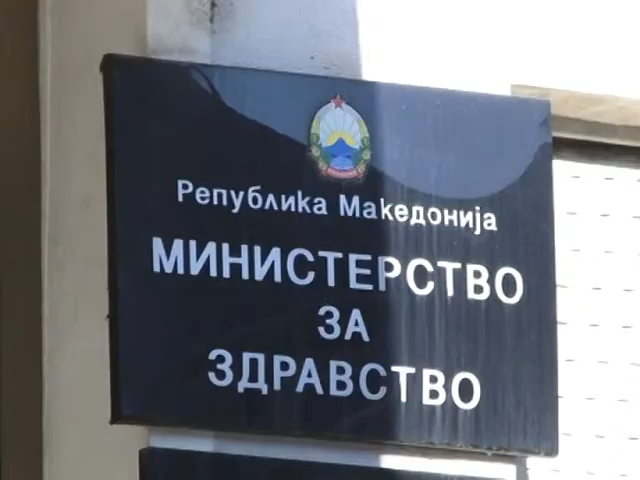 Република Македонија
МИНИСТЕРСТВО
ЗА
ЗДРАВСТВО